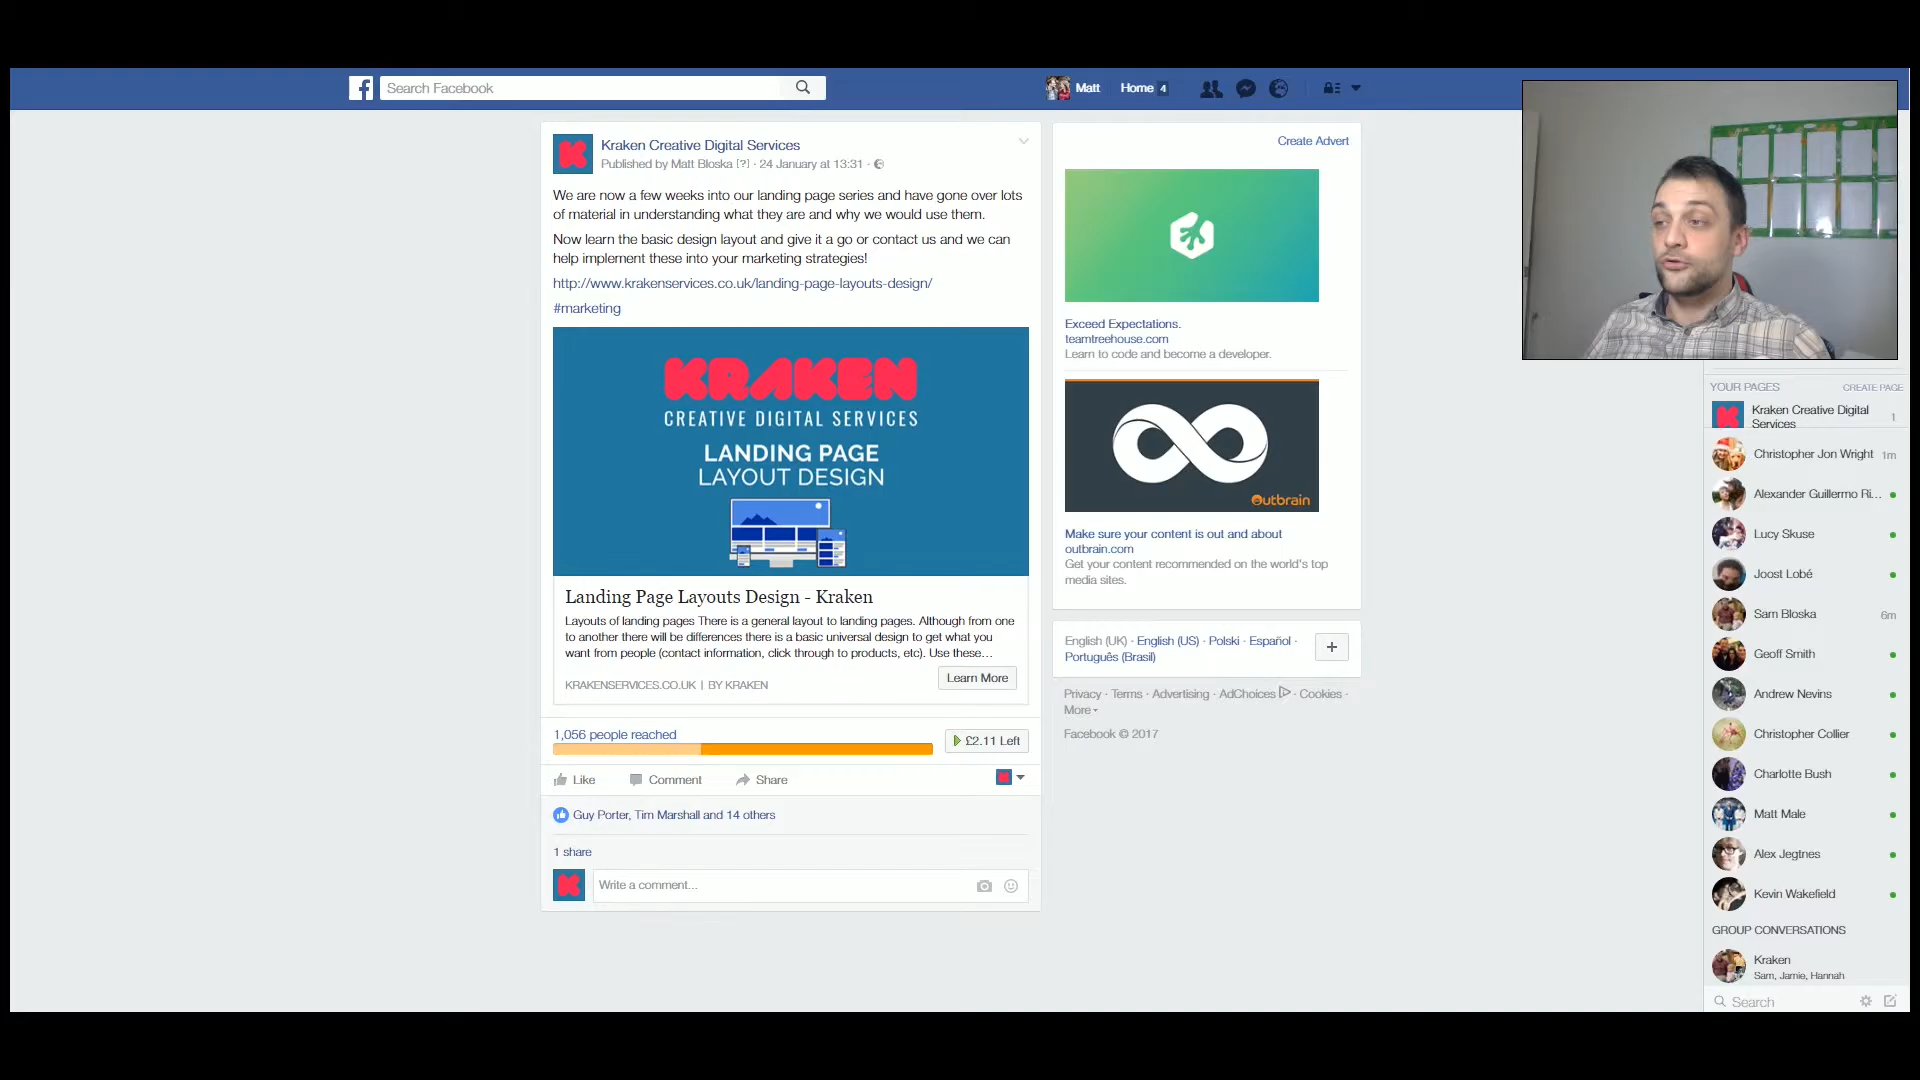 Search Facebook
Matt
Home 4
Kraken Creative Digital Services
Published by Matt Bloska [?] · 24 January at 13:31 ·
We are now a few weeks into our landing page series and have gone over lots
of material in understanding what they are and why we would use them.
Now learn the basic design layout and give it a go or contact us and we can
help implement these into your marketing strategies!
http://www.krakenservices.co.uk/landing-page-layouts-design/
#marketing
KRAKEN
CREATIVE DIGITAL SERVICES
LANDING PAGE
LAYOUT DESIGN
Landing Page Layouts Design - Kraken
Layouts of landing pages There is a general layout to landing pages. Although from one
to another there will be differences there is a basic universal design to get what you
want from people (contact information, click through to products, etc). Use these...
KRAKENSERVICES.CO.UK | BY KRAKEN
Learn More
1,056 people reached
£2.11 Left
Like
Comment
Share
Guy Porter, Tim Marshall and 14 others
1 share
Write a comment...
Create Advert
Exceed Expectations.
teamtreehouse.com
Learn to code and become a developer.
Outbrain
Make sure your content is out and about
outbrain.com
Get your content recommended on the world's top
media sites.
English (UK) · English (US) · Polski · Español ·
Português (Brasil)
Privacy · Terms · Advertising · AdChoices · Cookies ·
More
Facebook © 2017
YOUR PAGES
CREATE PAGE
Kraken Creative Digital
Services
1
Christopher Jon Wright 1m
Alexander Guillermo Ri...
Lucy Skuse
Joost Lobé
Sam Bloska 6m
Geoff Smith
Andrew Nevins
Christopher Collier
Charlotte Bush
Matt Male
Alex Jegtnes
Kevin Wakefield
GROUP CONVERSATIONS
Kraken
Sam, Jamie, Hannah
Search